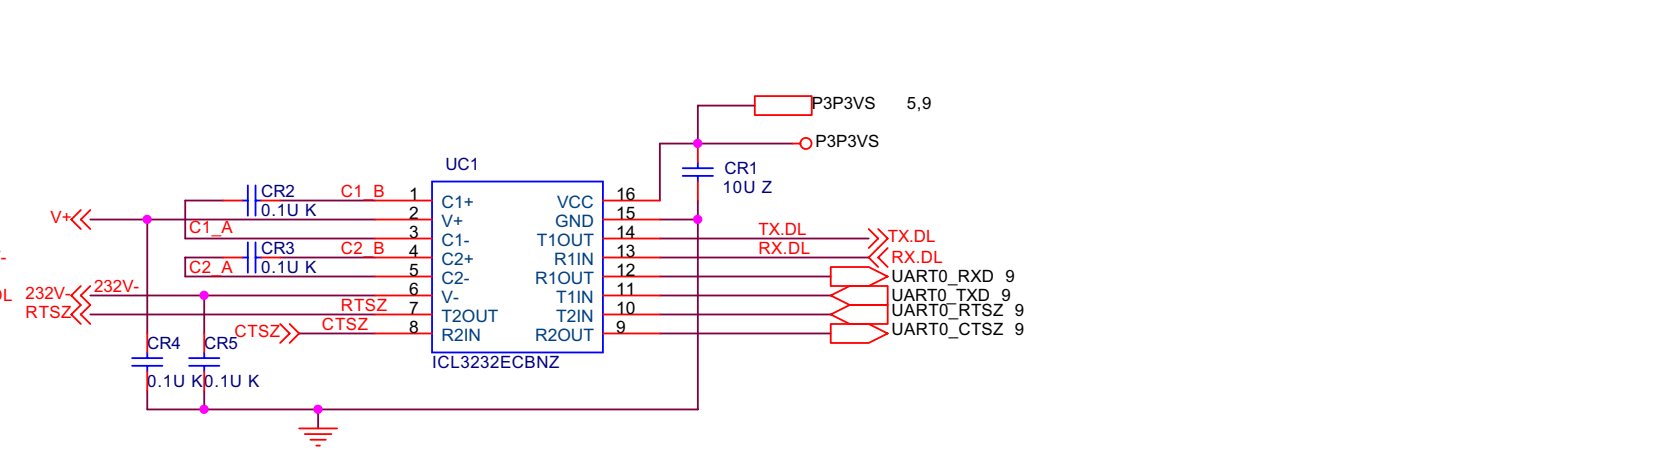 P3P3VS 5,9
P3P3VS
UC1
CR1
10U Z
CR2
C1_B
1
16
0.1U K
C1+
VCC
V+
2
15
V+
GND
C1_A
3
14
C1-
T1OUT
TX.DL
TX.DL
CR3
C2_B
4
13
C2+
R1IN
RX.DL
RX.DL
C2_A
0.1U K
5
12
C2-
R1OUT
UART0_RXD 9
232V-
232V-
6
11
V-
T1IN
UART0_TXD 9
RTSZ
RTSZ
7
10
T2OUT
T2IN
UART0_RTSZ 9
CTSZ
CTSZ
8
9
R2IN
R2OUT
UART0_CTSZ 9
CR4
CR5
ICL3232ECBNZ
0.1U K
0.1U K